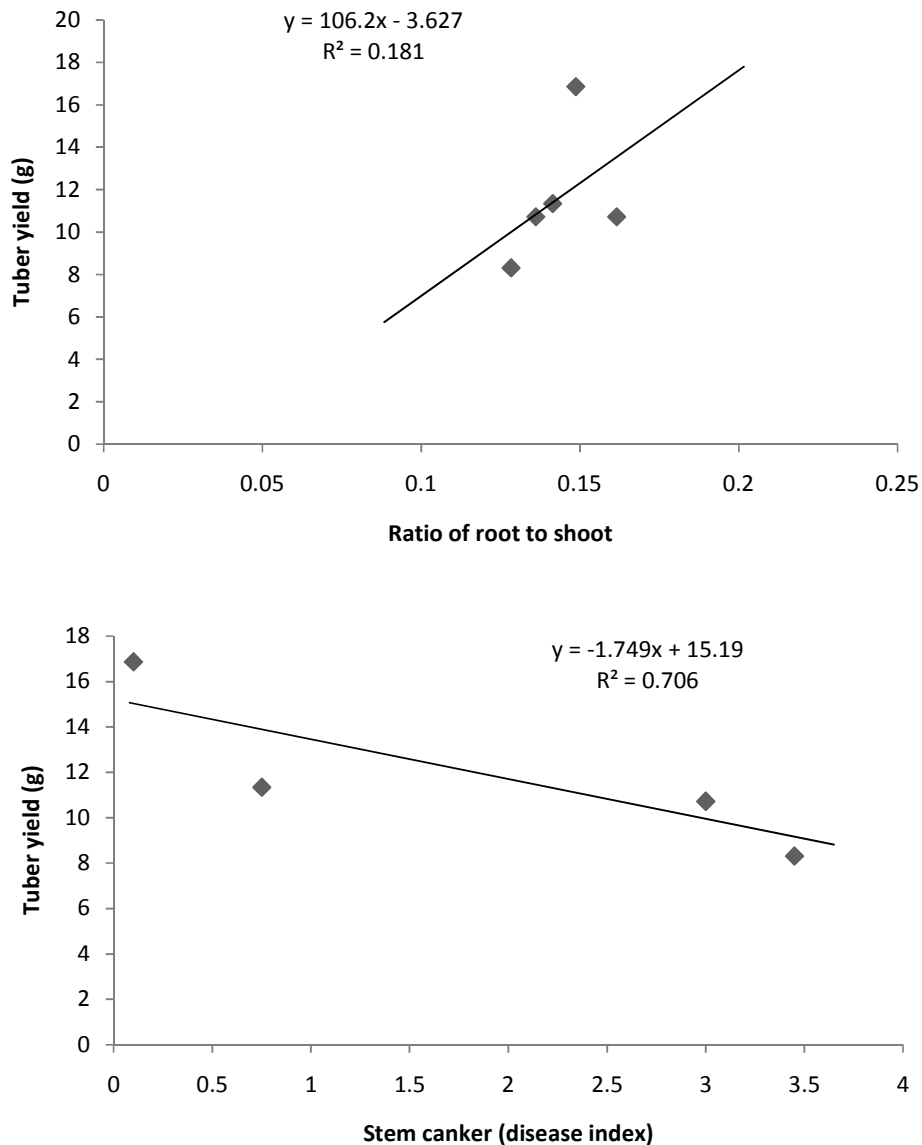 y = 106.2x - 3.627
R² = 0.181
20
18
16
14
12
10
8
6
4
2
0
Tuber yield (g)
0 0.05 0.1 0.15 0.2 0.25
Ratio of root to shoot
y = -1.749x + 15.19
R² = 0.706
18
16
14
12
10
8
6
4
2
0
Tuber yield (g)
0 0.5 1 1.5 2 2.5 3 3.5 4
Stem canker (disease index)